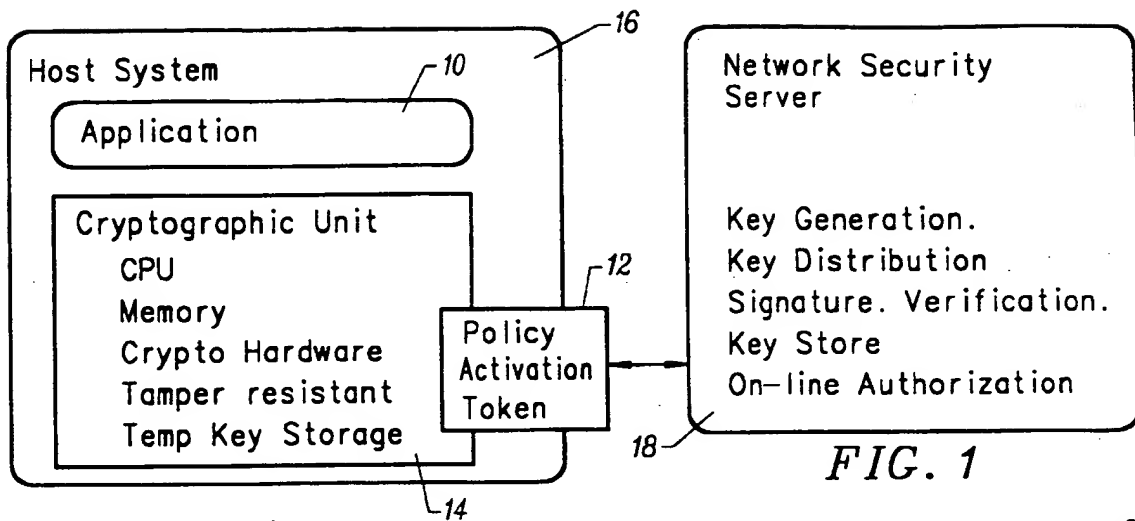 16
Host System
10
Application
Cryptographic Unit
CPU
Memory
Crypto Hardware
Tamper resistant
Temp Key Storage
14
12
Policy
Activation
Token
Network Security
Server
Key Generation.
Key Distribution
Signature. Verification.
Key Store
On-line Authorization
18
FIG. 1